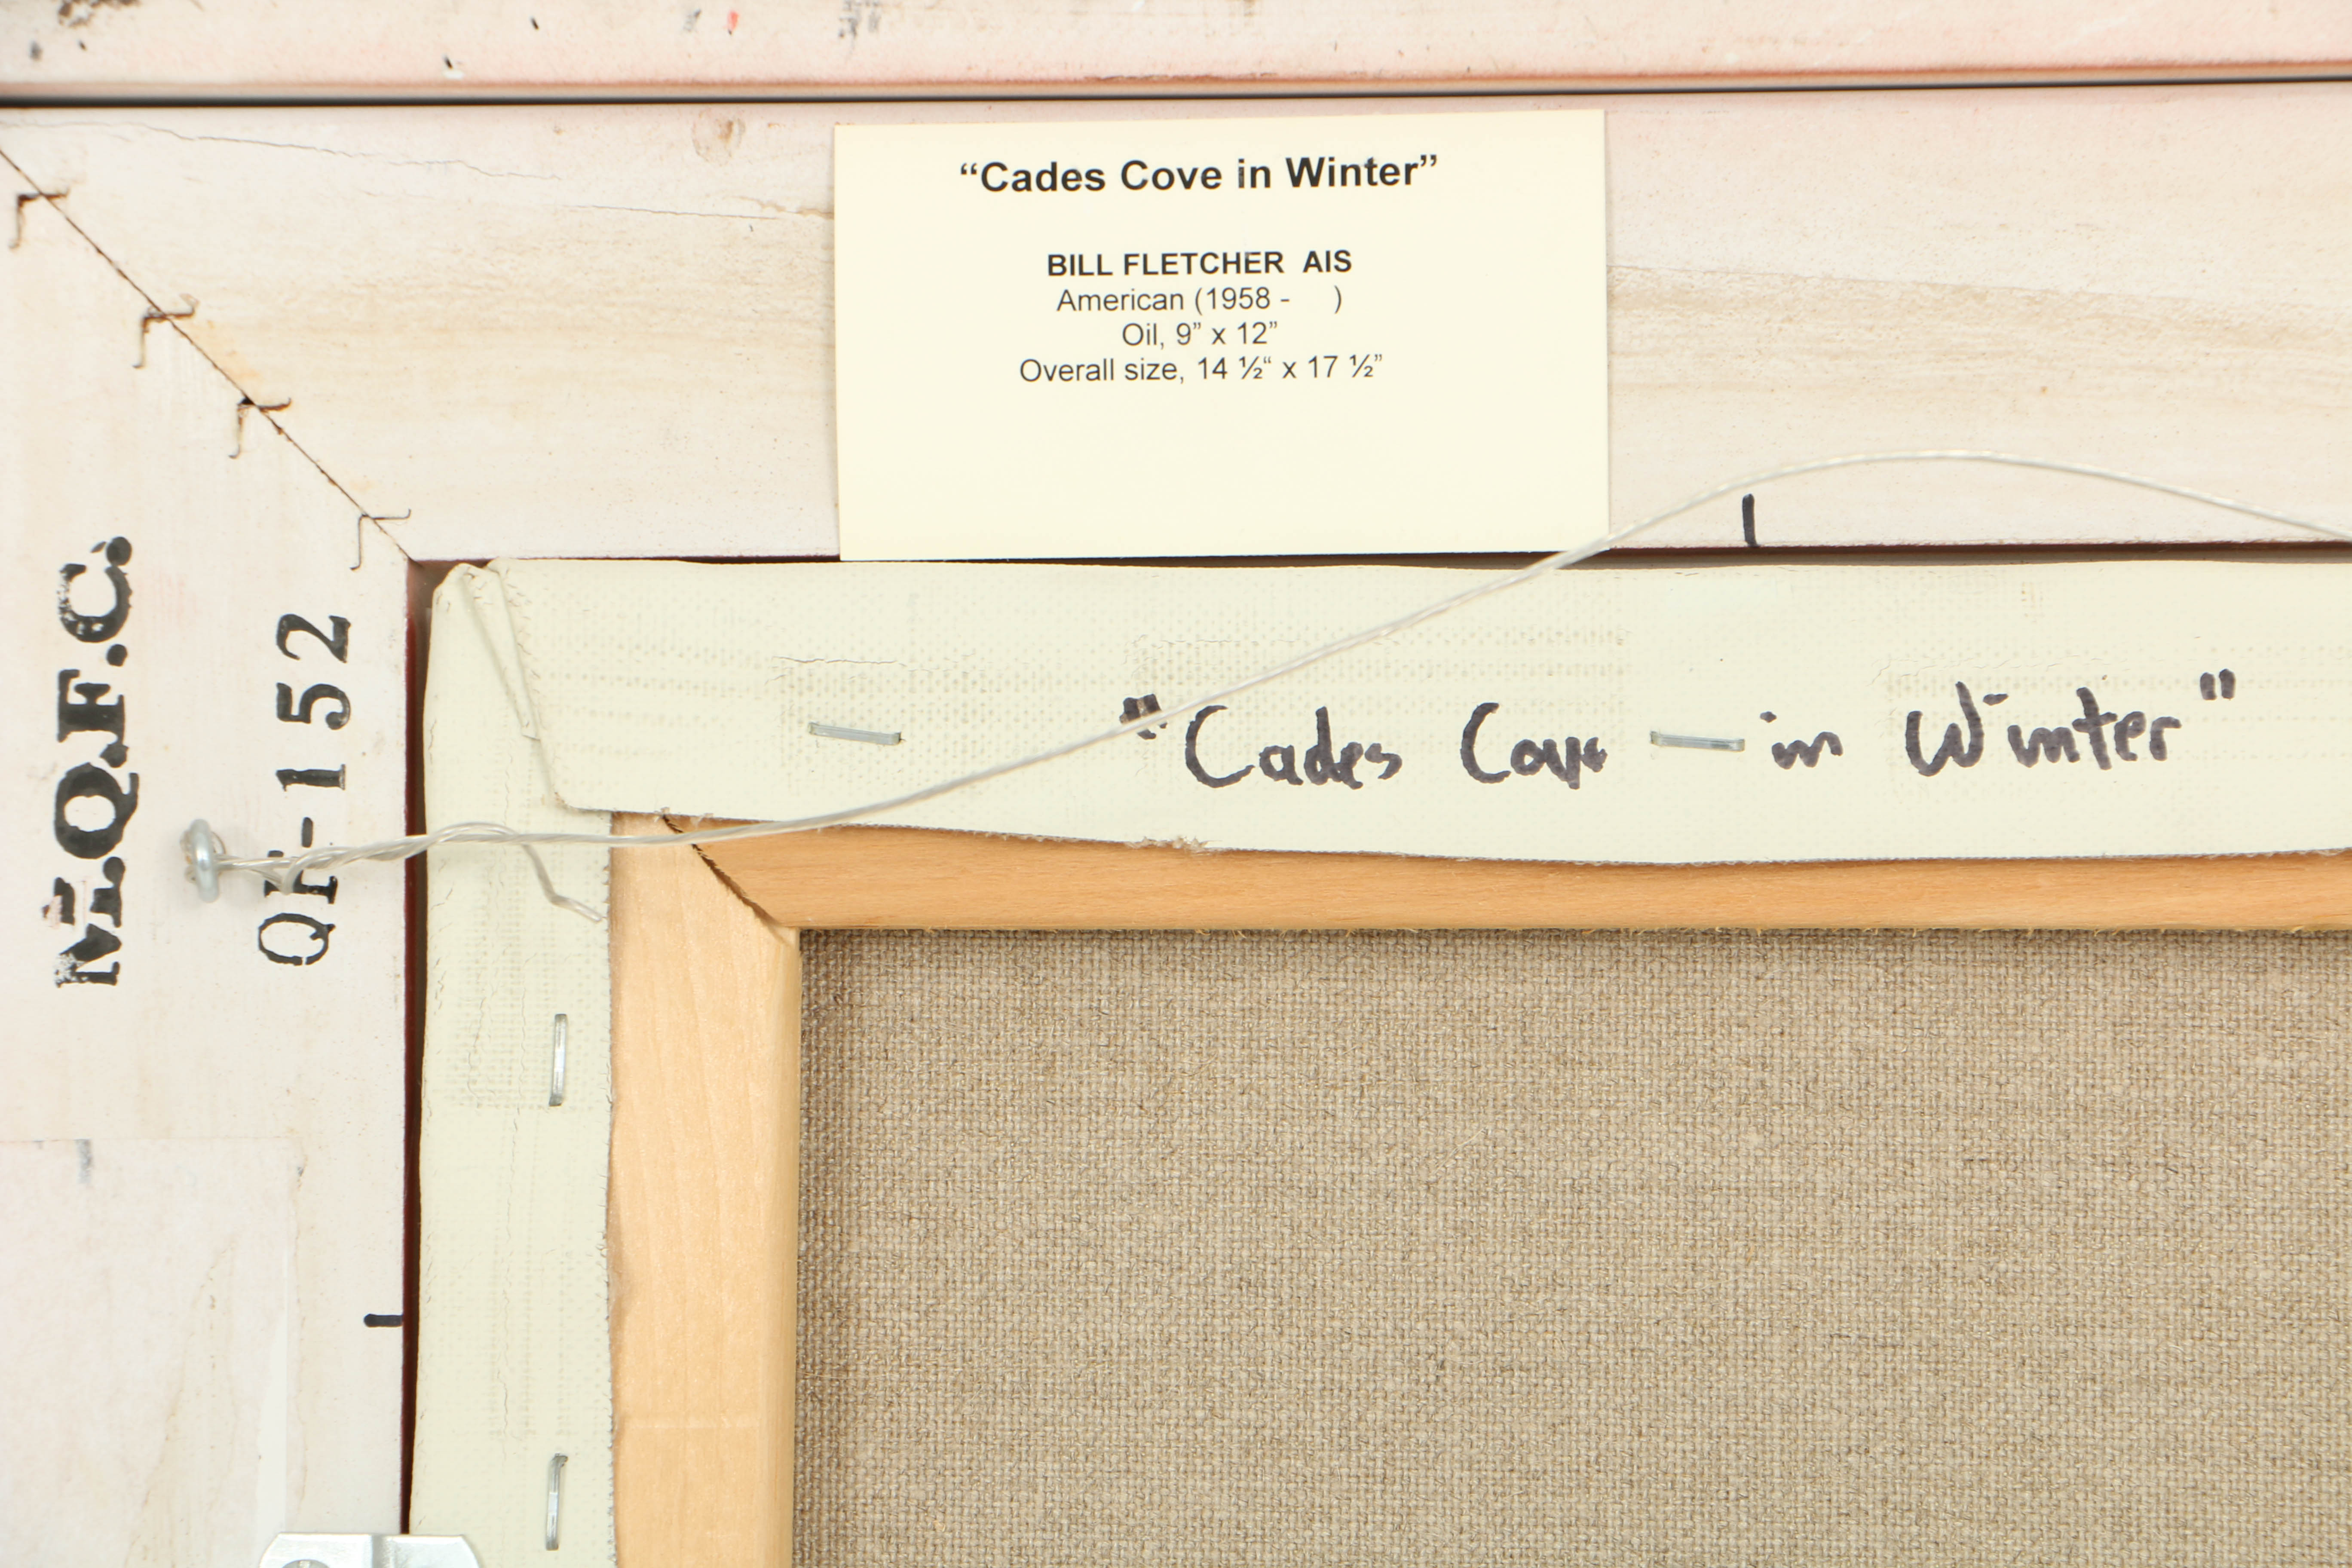 “Cades Cove in Winter”
BILL FLETCHER AIS
American (1958 - )
Oil, 9” x 12”
Overall size, 14 ½“ x 17 ½”
"Cades Cove in Winter"
M.Q.F.C.
QF-152